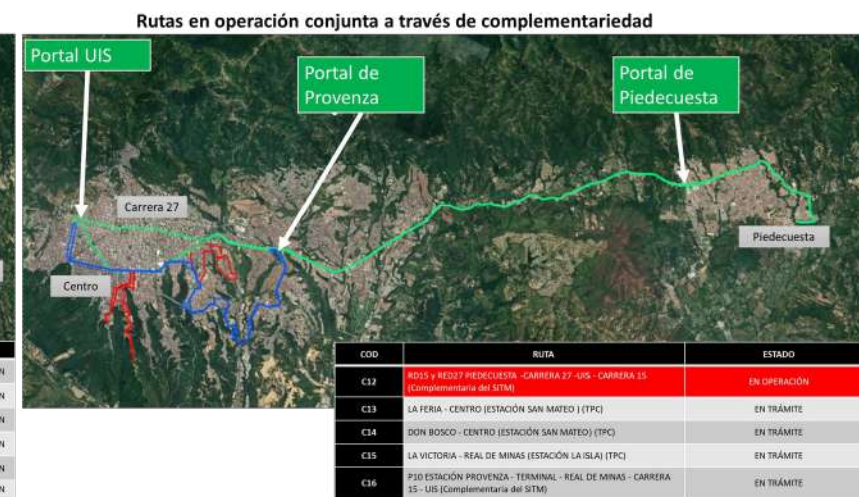 Rutas en operación conjunta a través de complementariedad
Portal UIS
Portal de
Provenza
Portal de
Piedecuesta
Carrera 27
Centro
Piedecuesta
N
N
N
N
N
N
COD RUTA ESTADO
C12 RD15 y RED27 PIEDECUESTA -CARRERA 27 -UIS - CARRERA 15
(Complementaria del SITM) EN OPERACIÓN
C13 LA FERIA - CENTRO (ESTACIÓN SAN MATEO ) (TPC) EN TRÁMITE
C14 DON BOSCO - CENTRO (ESTACIÓN SAN MATEO) (TPC) EN TRÁMITE
C15 LA VICTORIA - REAL DE MINAS (ESTACIÓN LA ISLA) (TPC) EN TRÁMITE
C16 P10 ESTACIÓN PROVENZA - TERMINAL - REAL DE MINAS - CARRERA
15 - UIS (Complementaria del SITM) EN TRÁMITE